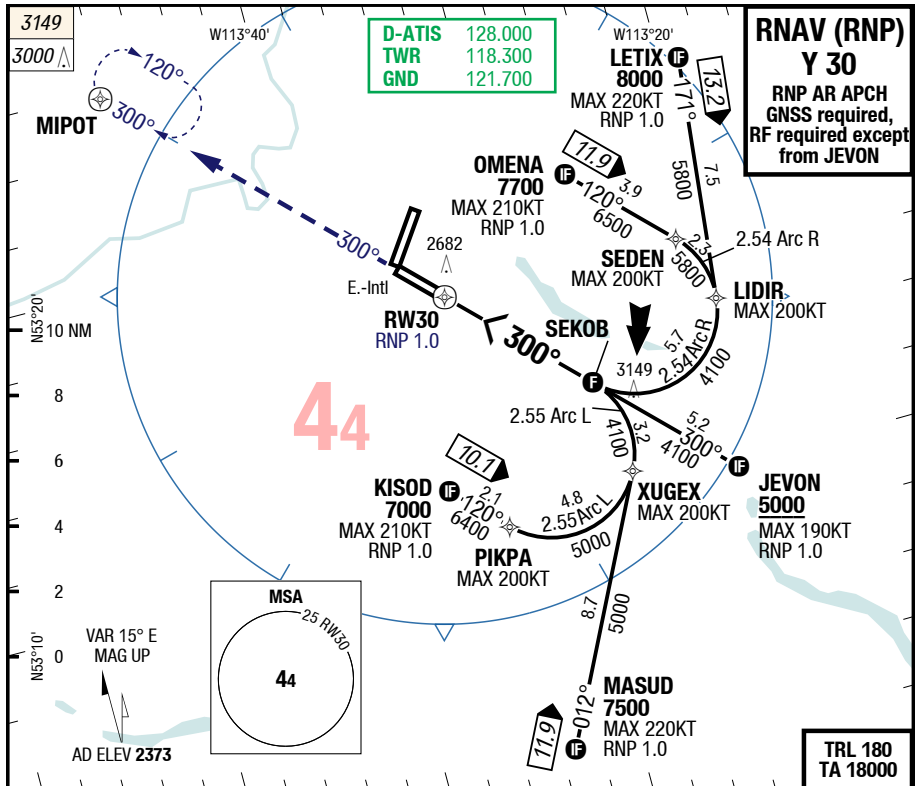 3149
3000
W113°40'
D-ATIS 128.000
TWR 118.300
GND 121.700
W113°20'
LETIX
8000
MAX 220KT
RNP 1.0
IF
171°
13.2
RNAV (RNP)
Y 30
RNP AR APCH
GNSS required,
RF required except
from JEVON
120°
300°
MIPOT
OMENA
7700
MAX 210KT
RNP 1.0
IF
11.9
120°
3.9
6500
5800
7.5
300°
2682
E.-Intl
RW30
RNP 1.0
SEDEN
MAX 200KT
2.3
5800
2.54 Arc R
LIDIR
MAX 200KT
N53°20'
10 NM
8
6
4
2
0
N53°10'
300°
SEKOB
F
3149
5.7
2.54 Arc R
4100
44
2.55 Arc L
3.2
4100
5.2
300°
4100
IF
JEVON
5000
MAX 190KT
RNP 1.0
XUGEX
MAX 200KT
10.1
KISOD
7000
MAX 210KT
RNP 1.0
IF
2.1
120°
6400
PIKPA
MAX 200KT
4.8
2.55 Arc L
5000
8.7
5000
MSA
25 RW30
44
VAR 15° E
MAG UP
AD ELEV 2373
MASUD
7500
MAX 220KT
RNP 1.0
012°
IF
11.9
TRL 180
TA 18000